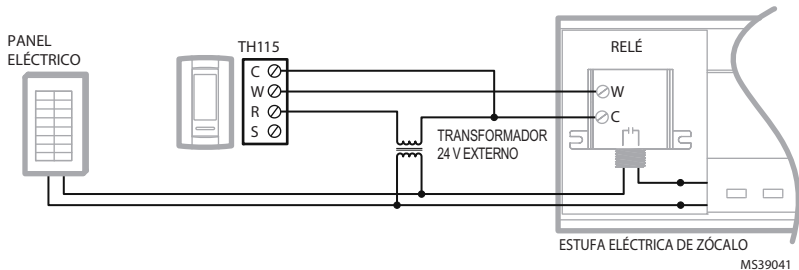 PANEL
ELÉCTRICO
TH115
C
W
R
S
TRANSFORMADOR
24 V EXTERNO
RELÉ
W
C
ESTUFA ELÉCTRICA DE ZÓCALO
MS39041